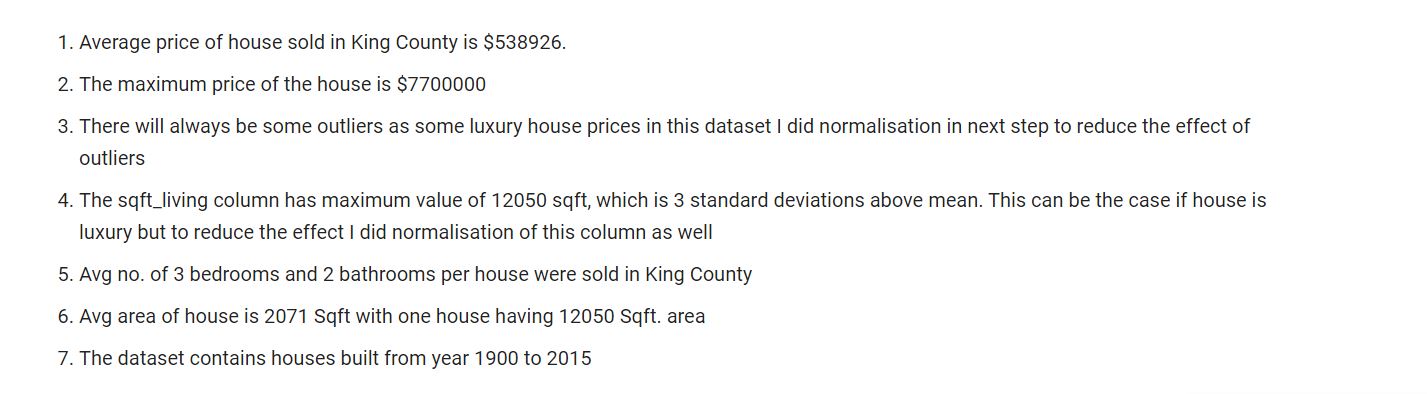 1. Average price of house sold in King County is $538926.
2. The maximum price of the house is $7700000
3. There will always be some outliers as some luxury house prices in this dataset I did normalisation in next step to reduce the effect of
outliers
4. The sqft_living column has maximum value of 12050 sqft, which is 3 standard deviations above mean. This can be the case if house is
luxury but to reduce the effect I did normalisation of this column as well
5. Avg no. of 3 bedrooms and 2 bathrooms per house were sold in King County
6. Avg area of house is 2071 Sqft with one house having 12050 Sqft. area
7. The dataset contains houses built from year 1900 to 2015